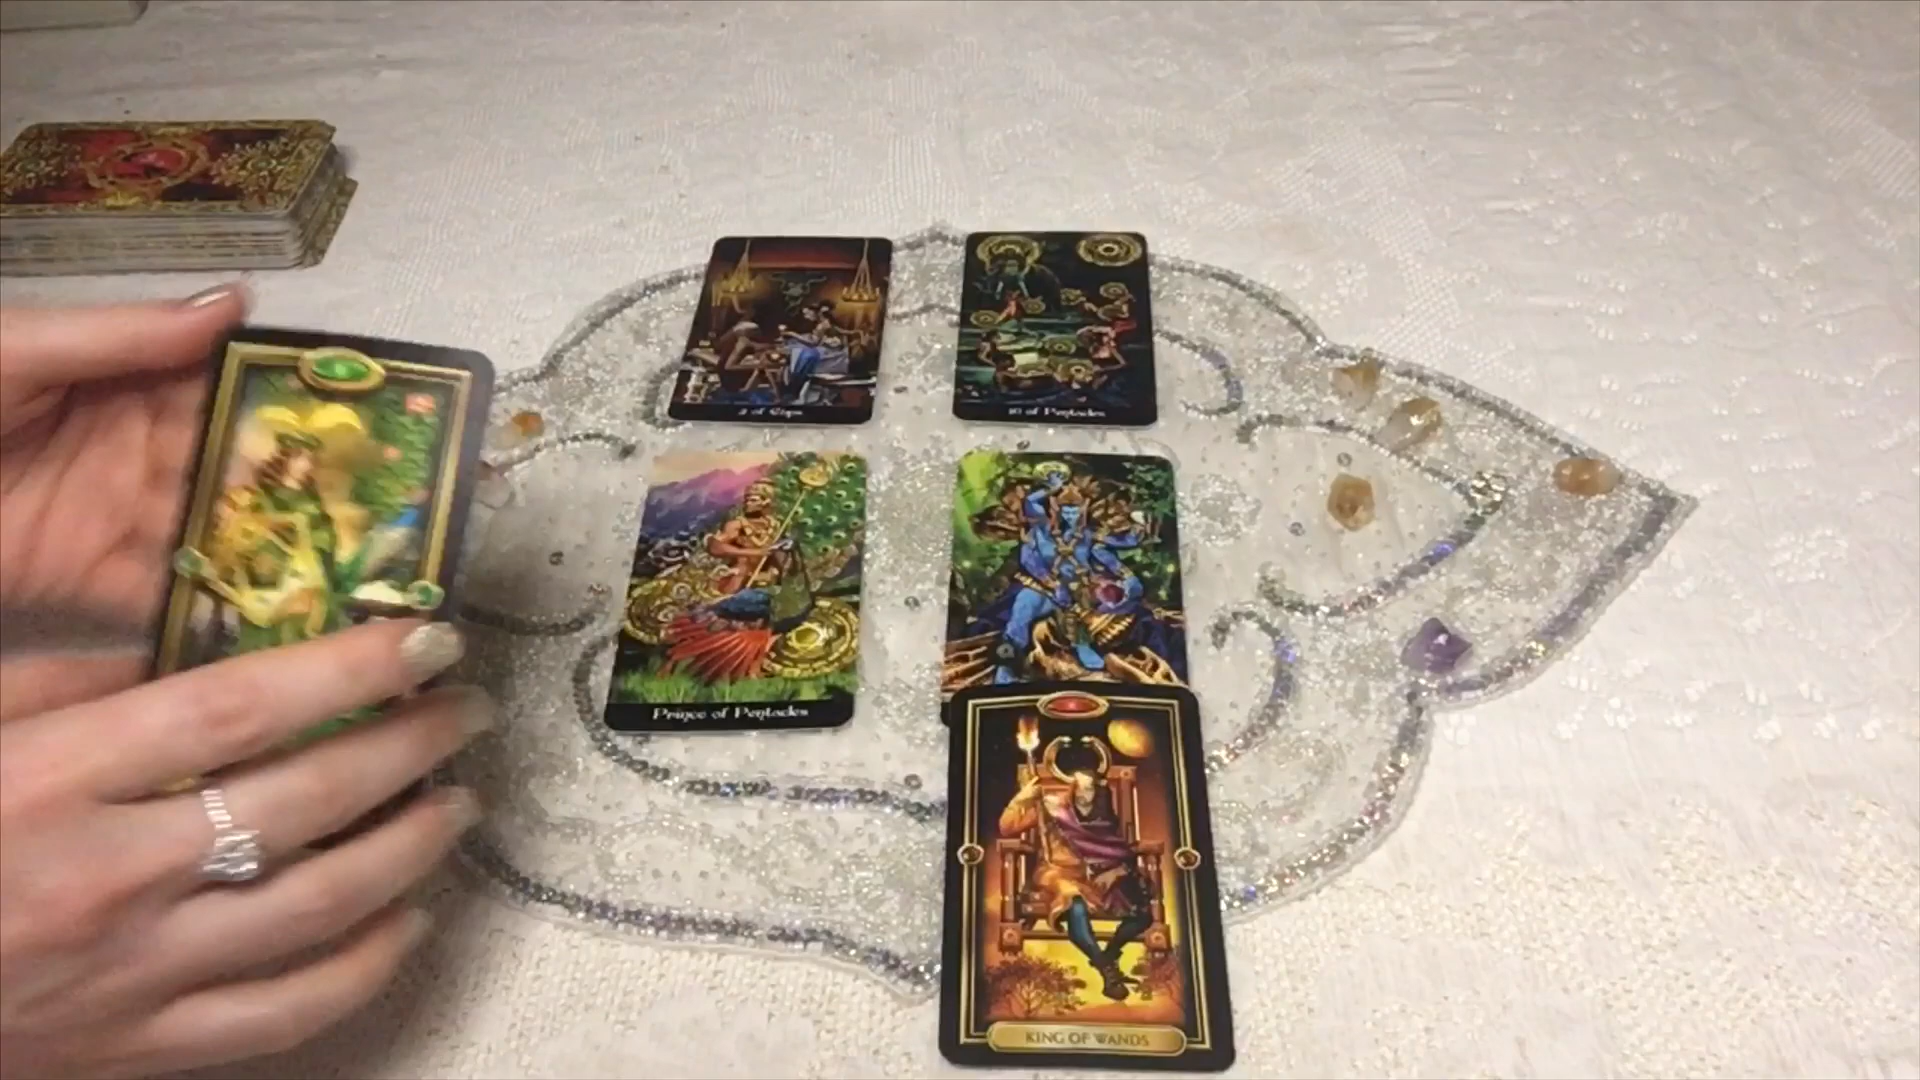 2 of Cups
10 of Pentacles
Prince of Pentacles
KING OF WANDS